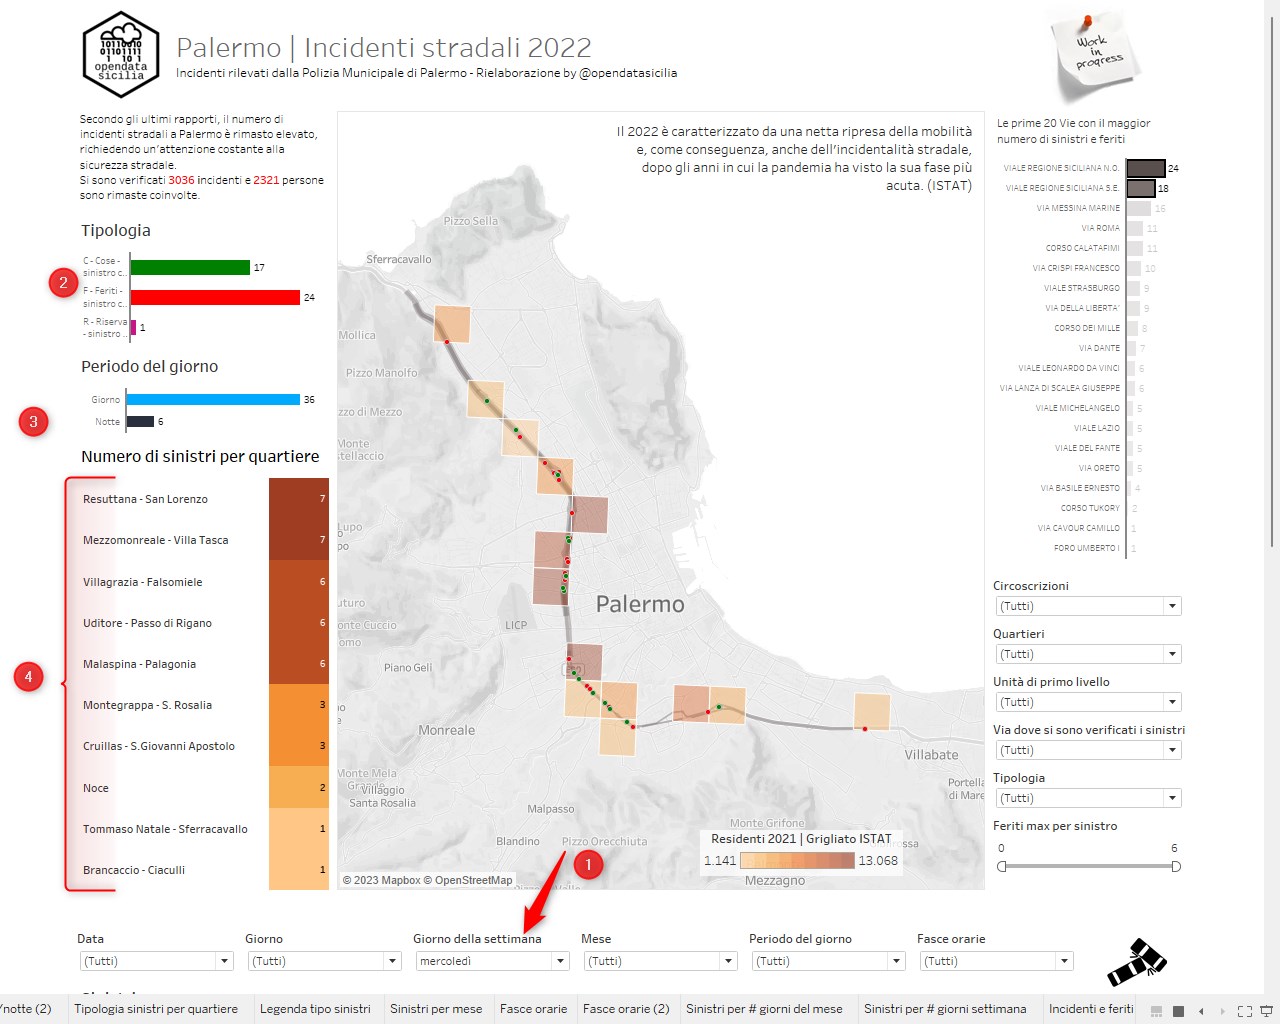 10110010
0101111
1 10 1
opendata
sicilia
Palermo | Incidenti stradali 2022
Incidenti rilevati dalla Polizia Municipale di Palermo - Rielaborazione by @opendatasicilia
Work
in
progress
Secondo gli ultimi rapporti, il numero di
incidenti stradali a Palermo è rimasto elevato,
richiedendo un'attenzione costante alla
sicurezza stradale.
Si sono verificati 3036 incidenti e 2321 persone
sono rimaste coinvolte.
Tipologia
2
C - Cose -
sinistro c..
17
F - Feriti -
sinistro c..
24
R - Riserva
- sinistro ..
1
Periodo del giorno
Giorno
36
3
Notte
6
Numero di sinistri per quartiere
4
Resuttana - San Lorenzo 7
Mezzomonreale - Villa Tasca 7
Villagrazia - Falsomiele 6
Uditore - Passo di Rigano 6
Malaspina - Palagonia 6
Montegrappa - S. Rosalia 3
Cruillas - S.Giovanni Apostolo 3
Noce 2
Tommaso Natale - Sferracavallo 1
Brancaccio - Ciaculli 1
Il 2022 è caratterizzato da una netta ripresa della mobilità
e, come conseguenza, anche dell'incidentalità stradale,
dopo gli anni in cui la pandemia ha visto la sua fase più
acuta. (ISTAT)
Pizzo Sella
Sferracavallo
Mollica
Pizzo Manolfo
zzo di Mezzo
Monte
stellaccio
Lupo
po
Palermo
uturo
onte Cuccio
omo
LICP
Piano Geli
Monreale
Villabate
Monte Mela
Grande
Villaggio
Santa Rosalia
Portella
di Mare
Malpasso
Monte Grifone
Blandino
Pizzo Orecchiuta
Residenti 2021 | Grigliato ISTAT
1.141 13.068
1
Mezzagno
© 2023 Mapbox © OpenStreetMap
Le prime 20 Vie con il maggior
numero di sinistri e feriti
VIALE REGIONE SICILIANA N.O. 24
VIALE REGIONE SICILIANA S.E. 18
VIA MESSINA MARINE 16
VIA ROMA 11
CORSO CALATAFIMI 11
VIA CRISPI FRANCESCO 10
VIALE STRASBURGO 9
VIA DELLA LIBERTA' 9
CORSO DEI MILLE 8
VIA DANTE 7
VIALE LEONARDO DA VINCI 6
VIA LANZA DI SCALEA GIUSEPPE 6
VIALE MICHELANGELO 5
VIALE LAZIO 5
VIALE DEL FANTE 5
VIA ORETO 5
VIA BASILE ERNESTO 4
CORSO TUKORY 2
VIA CAVOUR CAMILLO 1
FORO UMBERTO I 1
Circoscrizioni
(Tutti)
Quartieri
(Tutti)
Unità di primo livello
(Tutti)
Via dove si sono verificati i sinistri
(Tutti)
Tipologia
(Tutti)
Feriti max per sinistro
0 6
Data Giorno Giorno della settimana Mese Periodo del giorno Fasce orarie
(Tutti) (Tutti) mercoledì (Tutti) (Tutti) (Tutti)
/notte (2) Tipologia sinistri per quartiere Legenda tipo sinistri Sinistri per mese Fasce orarie Fasce orarie (2) Sinistri per # giorni del mese Sinistri per # giorni settimana Incidenti e feriti